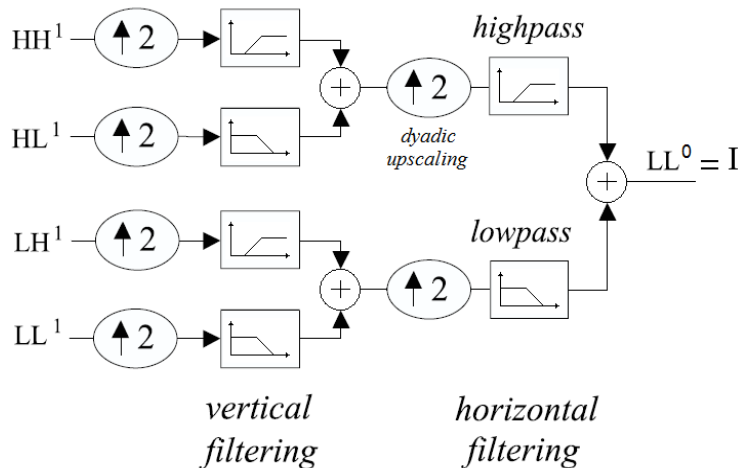 HH¹ ↑ 2
highpass
HL¹ ↑ 2
↑ 2
dyadic
upscaling
LL⁰ = I
LH¹ ↑ 2
lowpass
LL¹ ↑ 2
↑ 2
vertical
filtering
horizontal
filtering